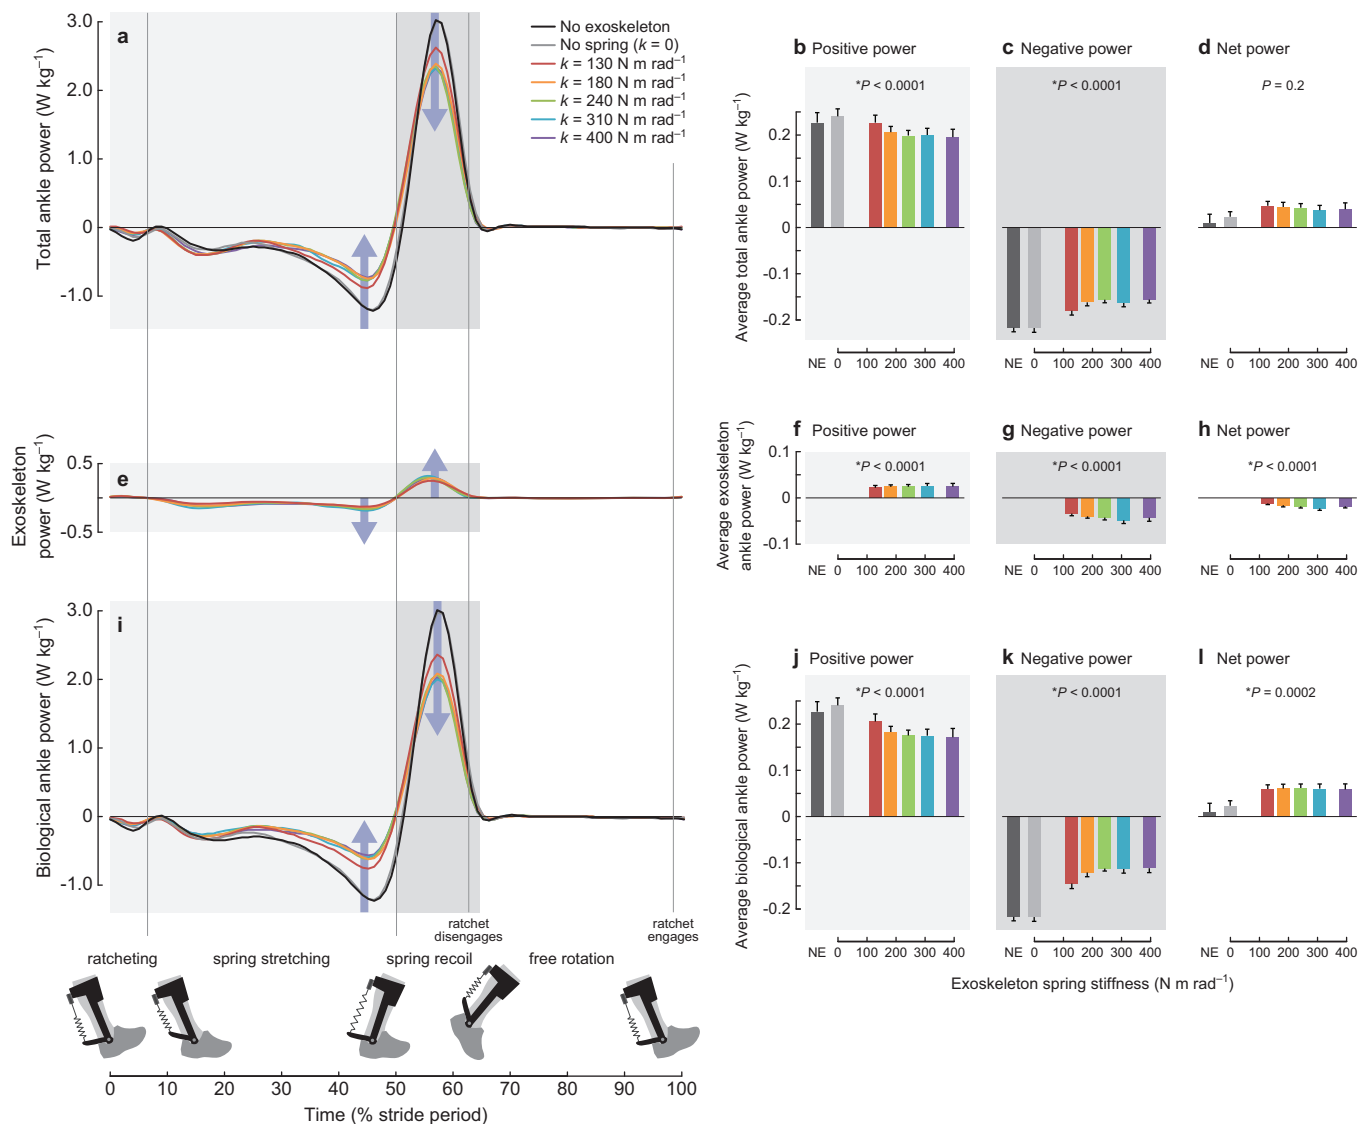 a
Total ankle power (W kg⁻¹)
3.0
2.0
1.0
0
-1.0
No exoskeleton
No spring (k = 0)
k = 130 N m rad⁻¹
k = 180 N m rad⁻¹
k = 240 N m rad⁻¹
k = 310 N m rad⁻¹
k = 400 N m rad⁻¹
b Positive power
c Negative power
d Net power
*P < 0.0001
*P < 0.0001
P = 0.2
Average total ankle power (W kg⁻¹)
0.2
0.1
0
-0.1
-0.2
NE 0 100 200 300 400
NE 0 100 200 300 400
NE 0 100 200 300 400
e
Exoskeleton
power (W kg⁻¹)
0.5
0
-0.5
f Positive power
g Negative power
h Net power
*P < 0.0001
*P < 0.0001
*P < 0.0001
Average exoskeleton
ankle power (W kg⁻¹)
0.1
0
-0.1
NE 0 100 200 300 400
NE 0 100 200 300 400
NE 0 100 200 300 400
i
Biological ankle power (W kg⁻¹)
3.0
2.0
1.0
0
-1.0
ratchet
disengages
ratchet
engages
j Positive power
k Negative power
l Net power
*P < 0.0001
*P < 0.0001
*P = 0.0002
Average biological ankle power (W kg⁻¹)
0.2
0.1
0
-0.1
-0.2
NE 0 100 200 300 400
NE 0 100 200 300 400
NE 0 100 200 300 400
Exoskeleton spring stiffness (N m rad⁻¹)
ratcheting spring stretching spring recoil free rotation
0 10 20 30 40 50 60 70 80 90 100
Time (% stride period)